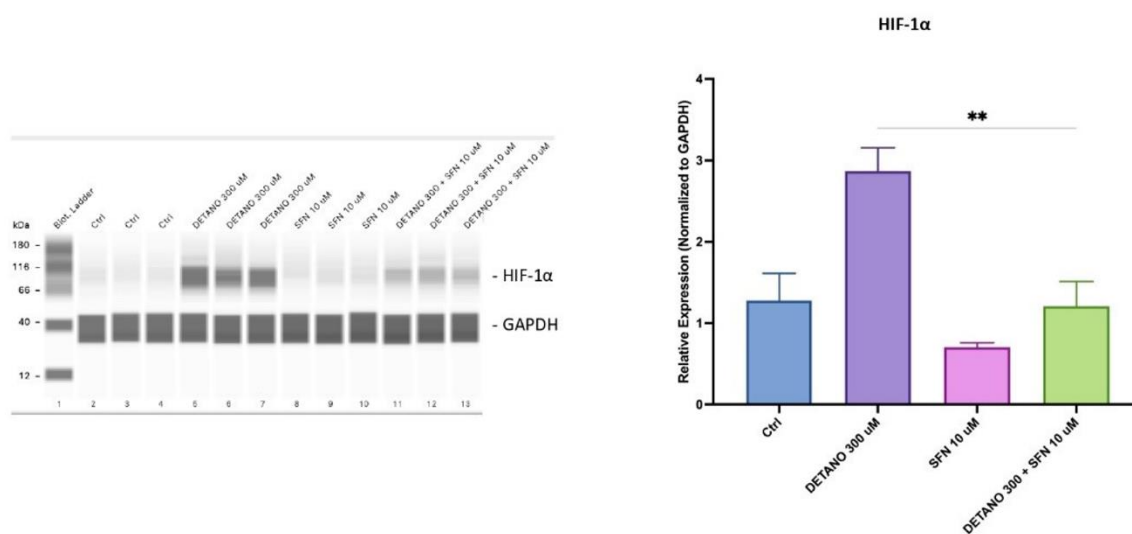 Biot. Ladder
Ctrl
Ctrl
Ctrl
DETANO 300 uM
DETANO 300 uM
DETANO 300 uM
SFN 10 uM
SFN 10 uM
SFN 10 uM
DETANO 300 + SFN 10 uM
DETANO 300 + SFN 10 uM
DETANO 300 + SFN 10 uM
kDa
180 -
116 -
66 -
40 -
12 -
- HIF-1α
- GAPDH
1 2 3 4 5 6 7 8 9 10 11 12 13
HIF-1α
Relative Expression (Normalized to GAPDH)
4
3
2
1
0
**
Ctrl
DETANO 300 uM
SFN 10 uM
DETANO 300 + SFN 10 uM